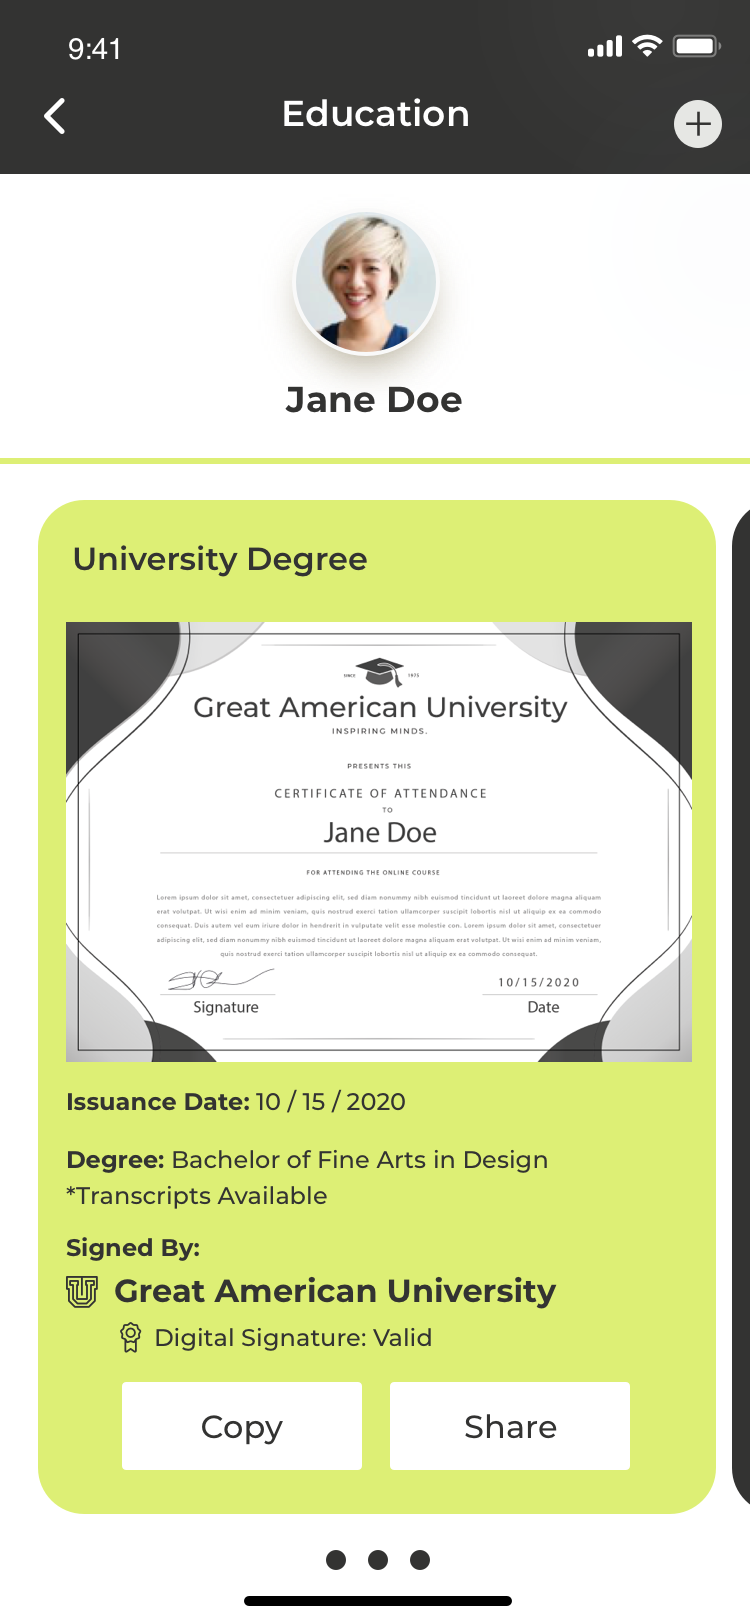 9:41
Education
Jane Doe
University Degree
SINCE 1975
Great American University
INSPIRING MINDS.
PRESENTS THIS
CERTIFICATE OF ATTENDANCE
TO
Jane Doe
FOR ATTENDING THE ONLINE COURSE
Lorem ipsum dolor sit amet, consectetuer adipiscing elit, sed diam nonummy nibh euismod tincidunt ut laoreet dolore magna aliquam
erat volutpat. Ut wisi enim ad minim veniam, quis nostrud exerci tation ullamcorper suscipit lobortis nisl ut aliquip ex ea commodo
consequat. Duis autem vel eum iriure dolor in hendrerit in vulputate velit esse molestie con. Lorem ipsum dolor sit amet, consectetuer
adipiscing elit, sed diam nonummy nibh euismod tincidunt ut laoreet dolore magna aliquam erat volutpat. Ut wisi enim ad minim veniam,
quis nostrud exerci tation ullamcorper suscipit lobortis nisl ut aliquip ex ea commodo consequat.
10/15/2020
Signature Date
Issuance Date: 10 / 15 / 2020
Degree: Bachelor of Fine Arts in Design
*Transcripts Available
Signed By:
U Great American University
Digital Signature: Valid
Copy Share